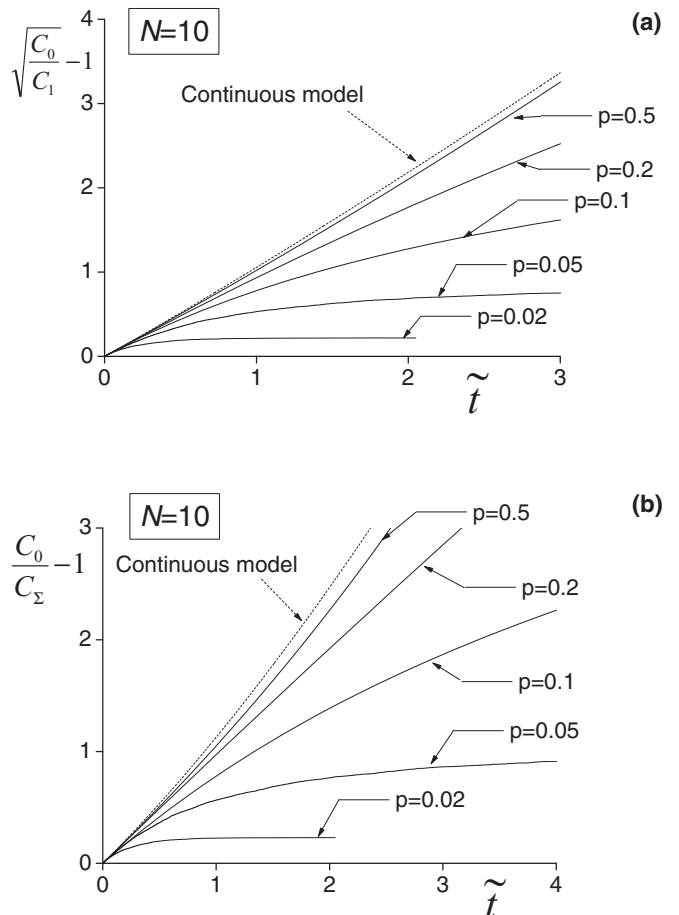 (a)
N=10
√(C₀/C₁) −1
4
3
2
1
0
Continuous model
p=0.5
p=0.2
p=0.1
p=0.05
p=0.02
0 1 2 3
t̃
(b)
N=10
C₀/C_Σ −1
3
2
1
0
Continuous model
p=0.5
p=0.2
p=0.1
p=0.05
p=0.02
0 1 2 3 4
t̃